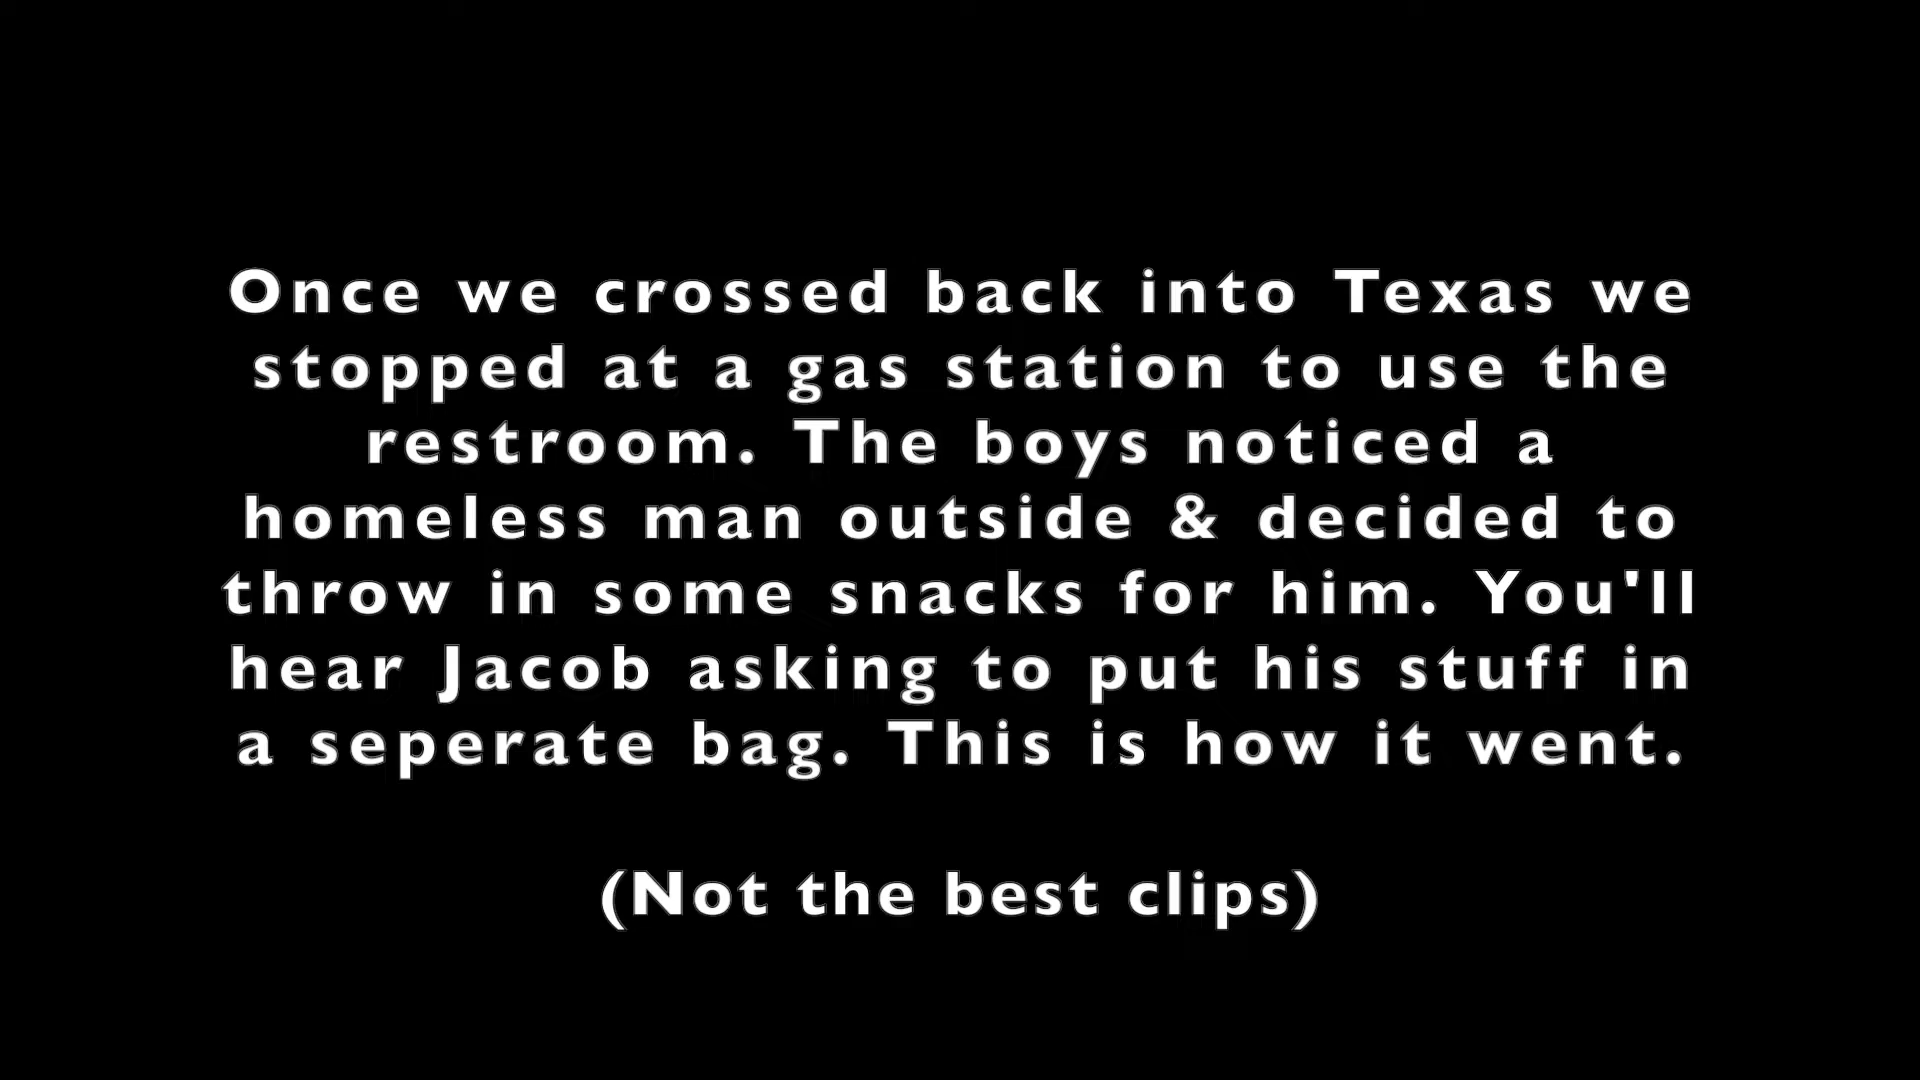 Once we crossed back into Texas we
stopped at a gas station to use the
restroom. The boys noticed a
homeless man outside & decided to
throw in some snacks for him. You'll
hear Jacob asking to put his stuff in
a seperate bag. This is how it went.
(Not the best clips)